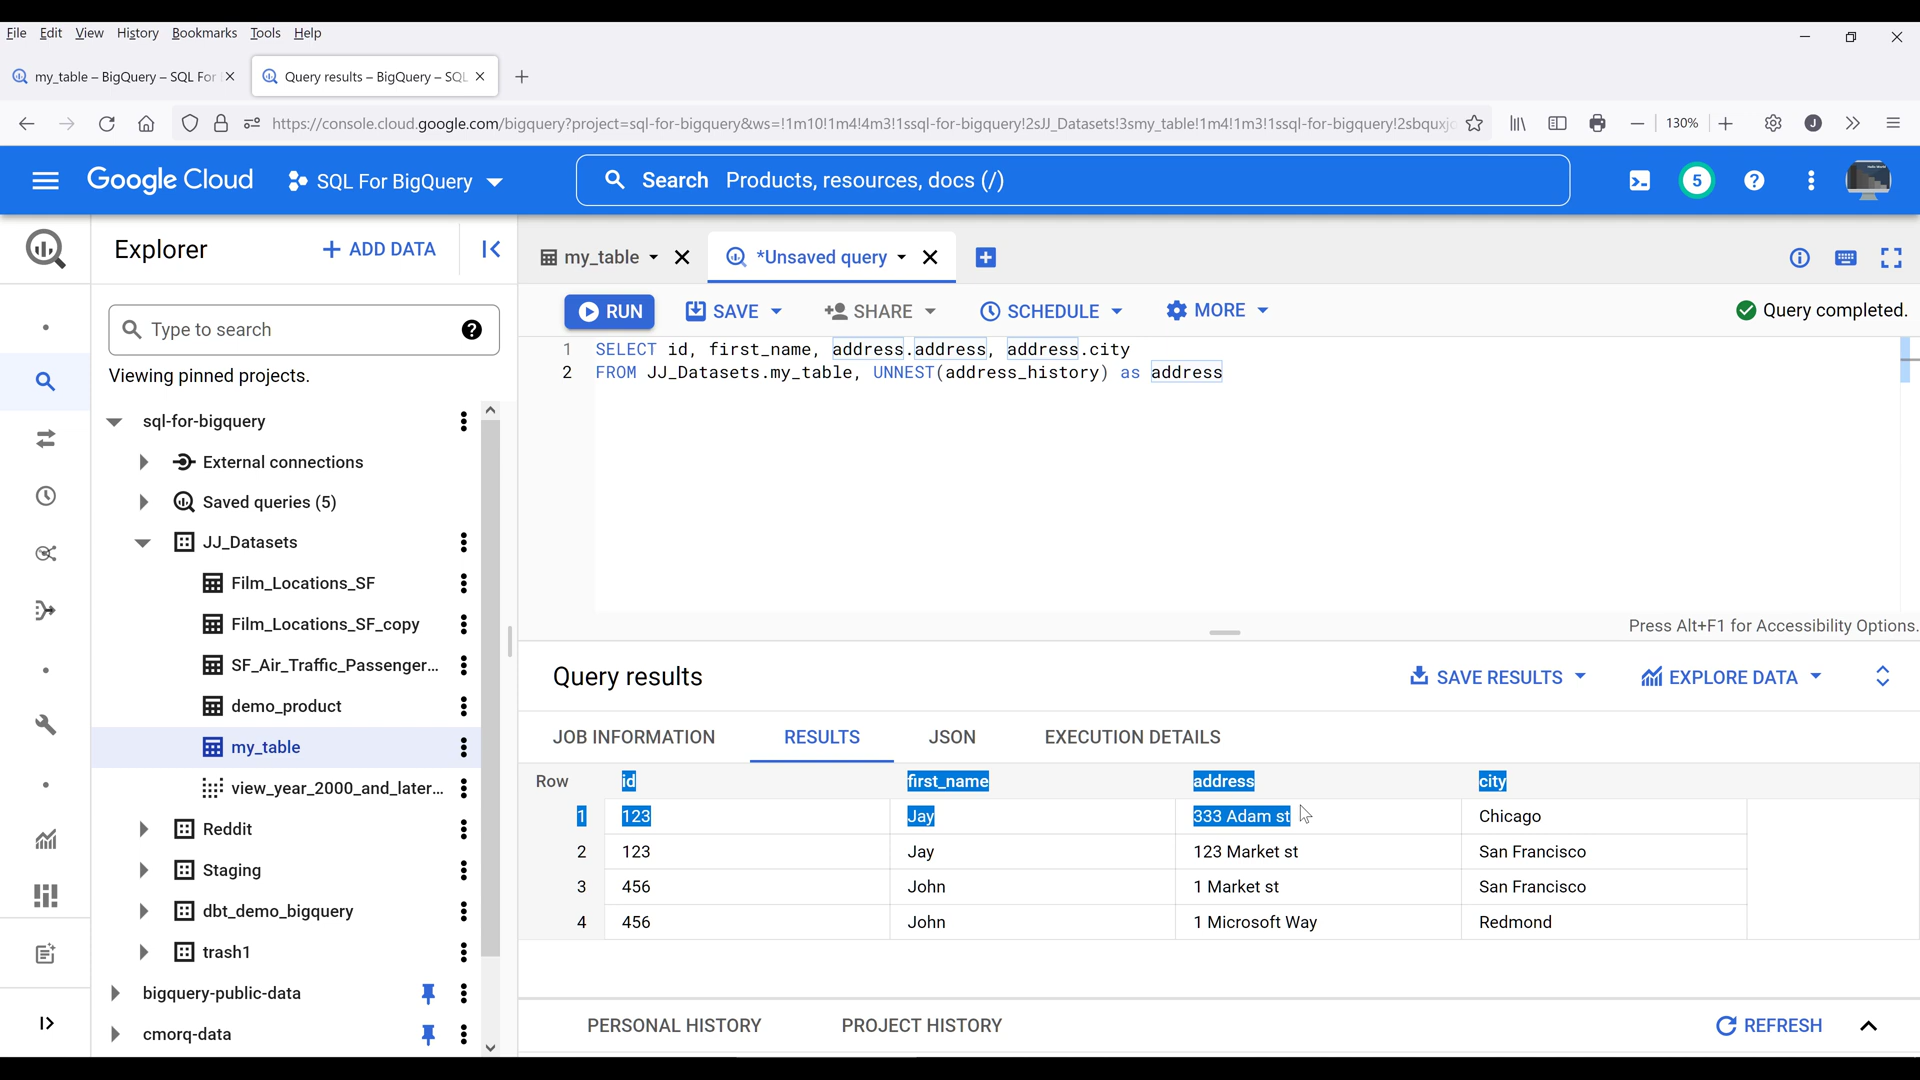 File Edit View History Bookmarks Tools Help
my_table – BigQuery – SQL For
Query results – BigQuery – SQL
https://console.cloud.google.com/bigquery?project=sql-for-bigquery&ws=!1m10!1m4!4m3!1ssql-for-bigquery!2sJJ_Datasets!3smy_table!1m4!1m3!1ssql-for-bigquery!2sbquxjo
130%
J
Google Cloud
SQL For BigQuery
Search Products, resources, docs (/)
5
Explorer
+ ADD DATA
my_table
*Unsaved query
Type to search
RUN
SAVE
SHARE
SCHEDULE
MORE
Query completed.
Viewing pinned projects.
1 SELECT id, first_name, address.address, address.city
2 FROM JJ_Datasets.my_table, UNNEST(address_history) as address
sql-for-bigquery
External connections
Saved queries (5)
JJ_Datasets
Film_Locations_SF
Film_Locations_SF_copy
SF_Air_Traffic_Passenger...
demo_product
my_table
view_year_2000_and_later...
Reddit
Staging
dbt_demo_bigquery
trash1
bigquery-public-data
cmorq-data
Press Alt+F1 for Accessibility Options.
Query results
SAVE RESULTS
EXPLORE DATA
JOB INFORMATION RESULTS JSON EXECUTION DETAILS
Row id first_name address city
1 123 Jay 333 Adam st Chicago
2 123 Jay 123 Market st San Francisco
3 456 John 1 Market st San Francisco
4 456 John 1 Microsoft Way Redmond
PERSONAL HISTORY PROJECT HISTORY
REFRESH